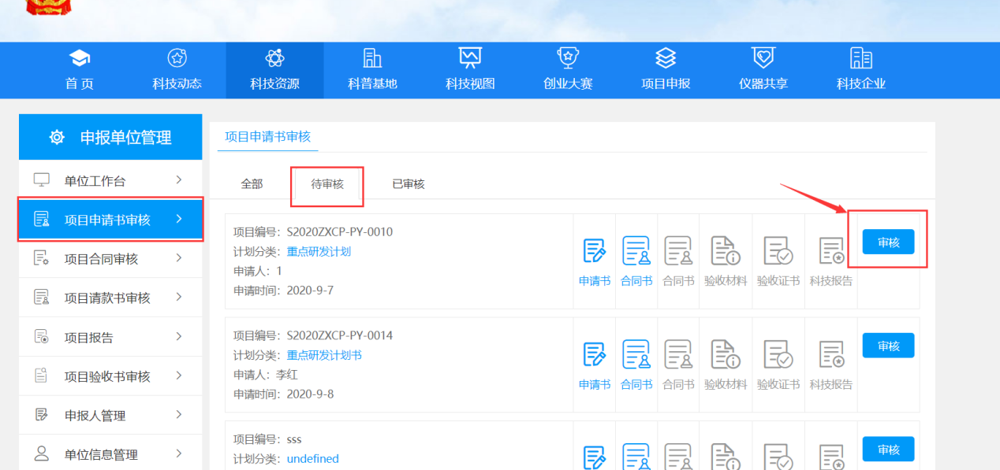 首 页 科技动态 科技资源 科普基地 科技视图 创业大赛 项目申报 仪器共享 科技企业
申报单位管理
单位工作台
项目申请书审核
项目合同审核
项目请款书审核
项目报告
项目验收书审核
申报人管理
单位信息管理
项目申请书审核
全部 待审核 已审核
项目编号：S2020ZXCP-PY-0010
计划分类：重点研发计划
申请人：1
申请时间：2020-9-7
申请书 合同书 合同书 验收材料 验收证书 科技报告
审核
项目编号：S2020ZXCP-PY-0014
计划分类：重点研发计划书
申请人：李红
申请时间：2020-9-8
申请书 合同书 合同书 验收材料 验收证书 科技报告
审核
项目编号：sss
计划分类：undefined
审核